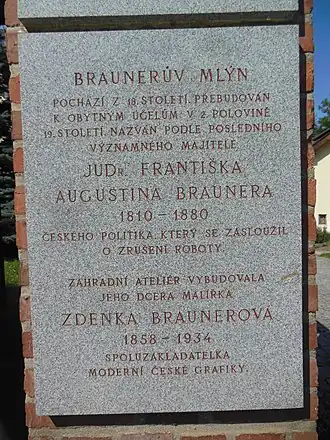 BRAUNERŮV MLÝN
POCHÁZÍ Z 18. STOLETÍ. PŘEBUDOVÁN
K OBYTNÝM ÚČELŮM V 2. POLOVINĚ
19. STOLETÍ. NAZVÁN PODLE POSLEDNÍHO
VÝZNAMNÉHO MAJITELE
JUDr. FRANTIŠKA
AUGUSTINA BRAUNERA
1810 - 1880
ČESKÉHO POLITIKA, KTERÝ SE ZASLOUŽIL
O ZRUŠENÍ ROBOTY.
ZAHRADNÍ ATELIÉR VYBUDOVALA
JEHO DCERA MALÍŘKA
ZDENKA BRAUNEROVÁ
1858 - 1934
SPOLUZAKLADATELKA
MODERNÍ ČESKÉ GRAFIKY.